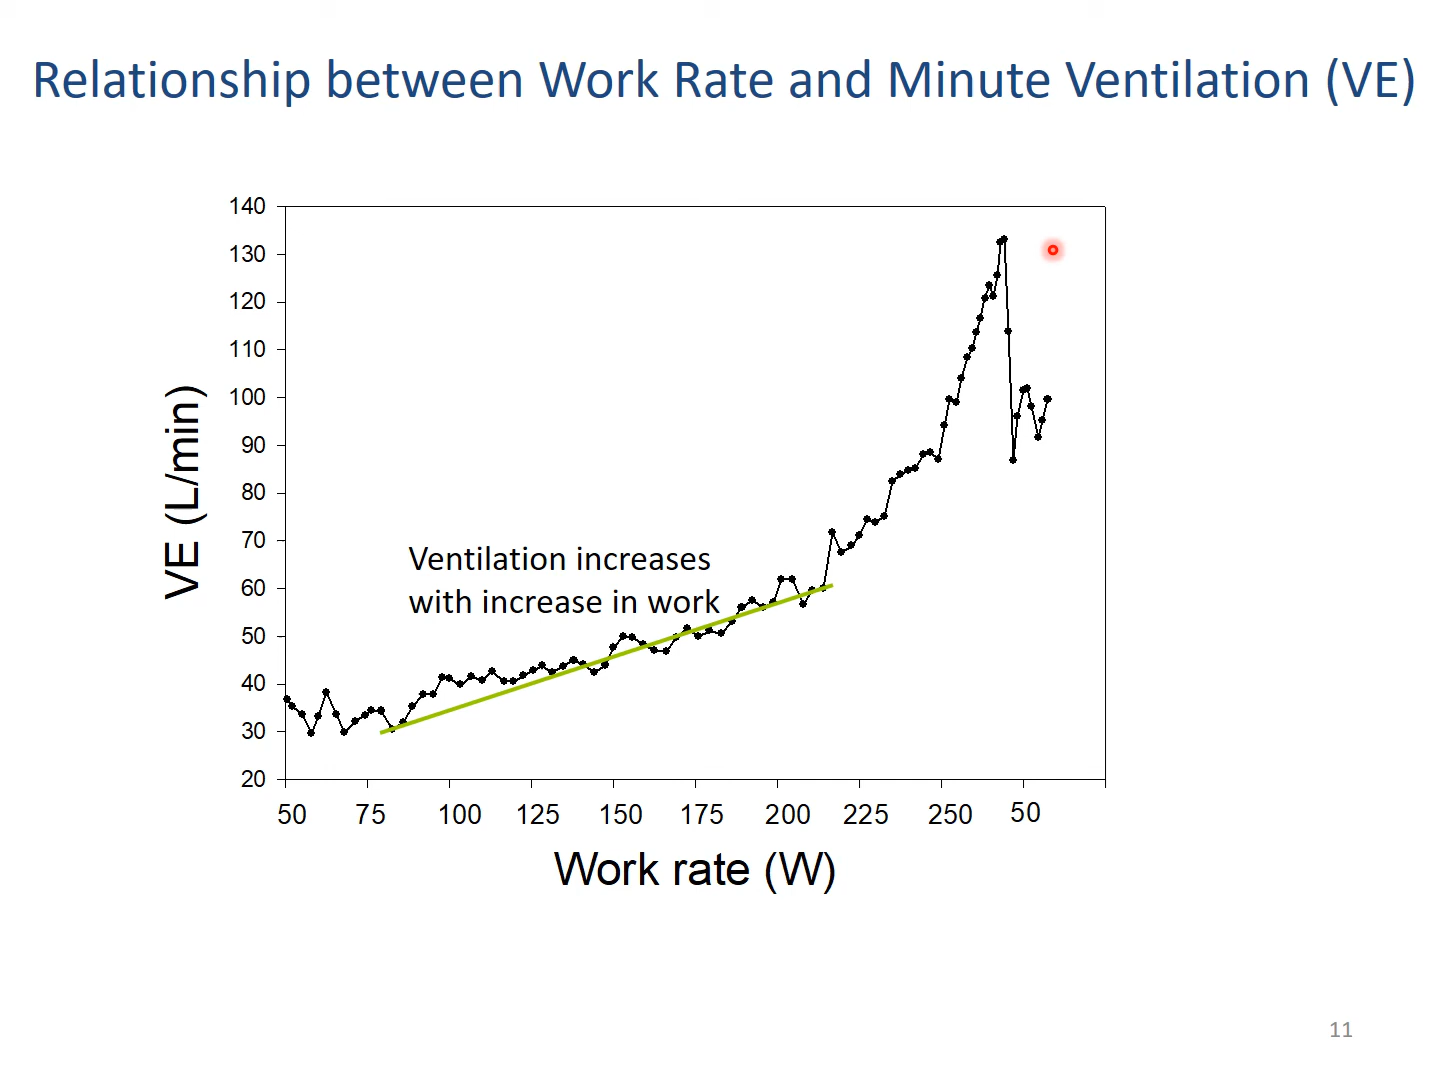 Relationship between Work Rate and Minute Ventilation (VE)
140
130
120
110
100
90
80
70
60
50
40
30
20
VE (L/min)
Ventilation increases
with increase in work
50 75 100 125 150 175 200 225 250 50
Work rate (W)
11